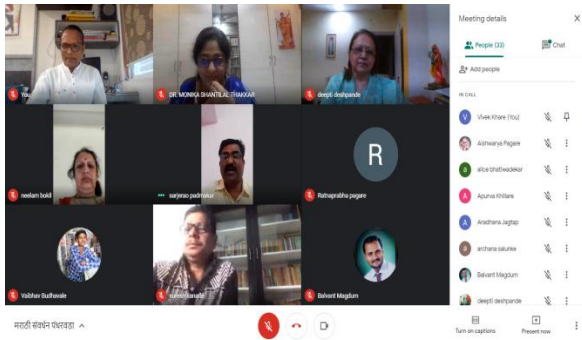 Meeting details
People (33)
Chat
Add people
IN CALL
Vivek Khare (You)
Aishwarya Pagare
alice bhatiwadekar
Apurva Khillare
Aradhana Jagtap
archana salunke
Balvant Magdum
deepti deshpande
You
DR. MONIKA SHANTILAL THAKKAR
deepti deshpande
neelam bokil
sarjerao padmakar
R
Ratnaprabha pagare
Vaibhav Budhavale
Balvant Magdum
मराठी संवर्धन पंधरवडा
Turn on captions
Present now